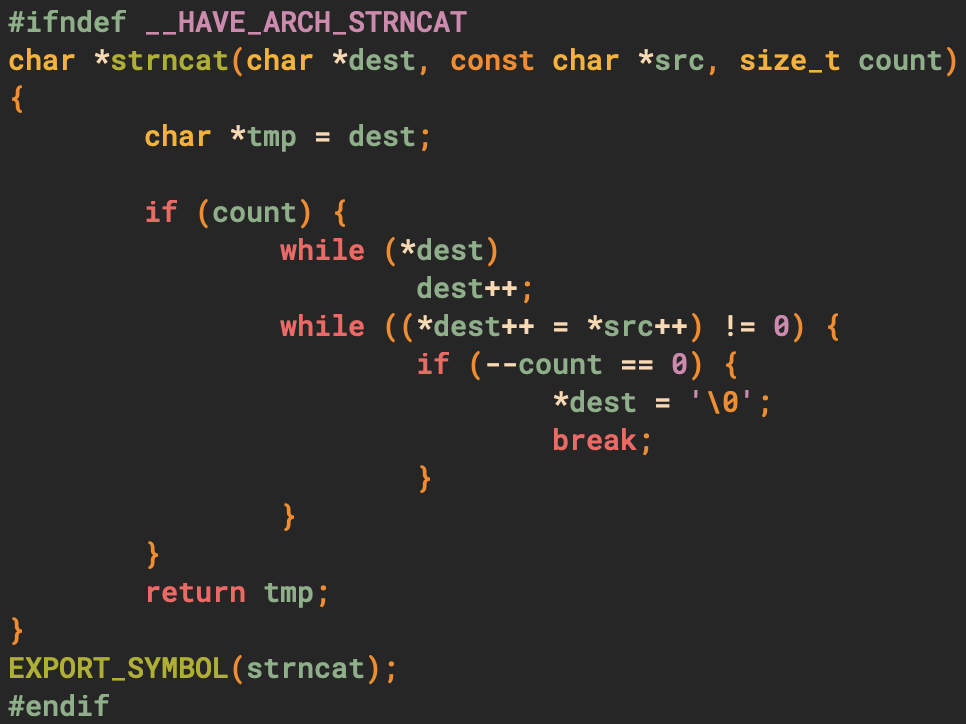 #ifndef __HAVE_ARCH_STRNCAT
char *strncat(char *dest, const char *src, size_t count)
{
        char *tmp = dest;

        if (count) {
                while (*dest)
                        dest++;
                while ((*dest++ = *src++) != 0) {
                        if (--count == 0) {
                                *dest = '\0';
                                break;
                        }
                }
        }
        return tmp;
}
EXPORT_SYMBOL(strncat);
#endif